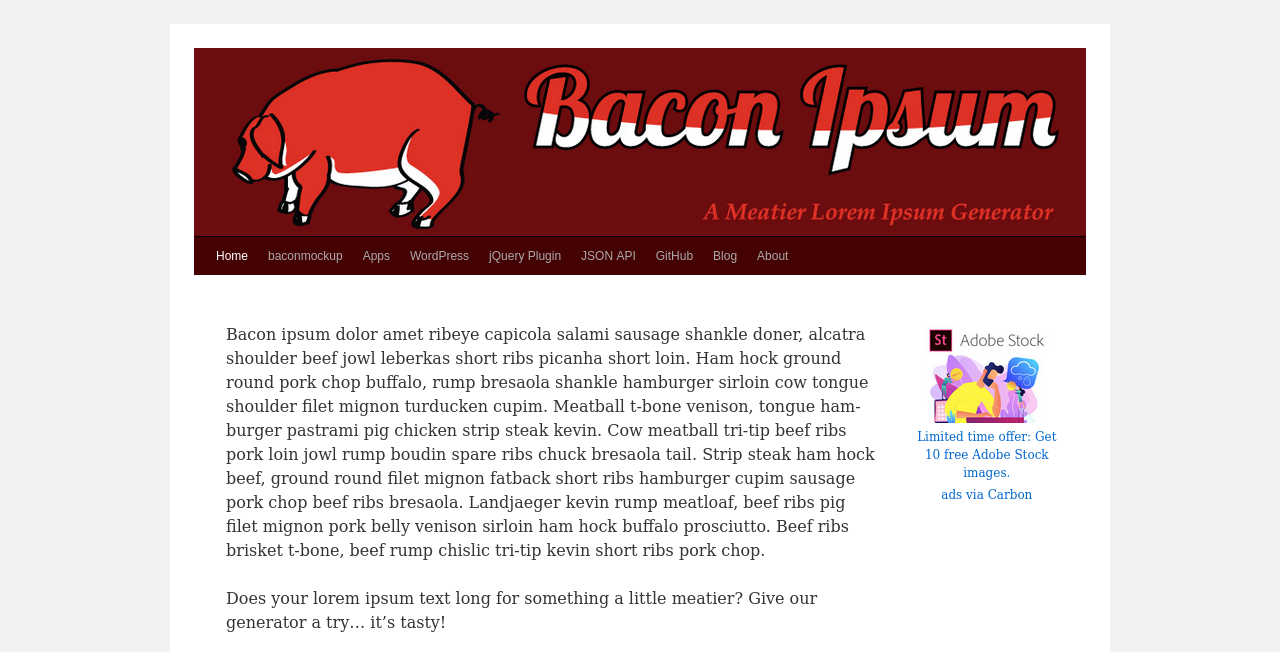 Bacon Ipsum
A Meatier Lorem Ipsum Generator
Home baconmockup Apps WordPress jQuery Plugin JSON API GitHub Blog About
Bacon ipsum dolor amet ribeye capicola salami sausage shankle doner, alcatra
shoulder beef jowl leberkas short ribs picanha short loin. Ham hock ground
round pork chop buffalo, rump bresaola shankle hamburger sirloin cow tongue
shoulder filet mignon turducken cupim. Meatball t-bone venison, tongue ham-
burger pastrami pig chicken strip steak kevin. Cow meatball tri-tip beef ribs
pork loin jowl rump boudin spare ribs chuck bresaola tail. Strip steak ham hock
beef, ground round filet mignon fatback short ribs hamburger cupim sausage
pork chop beef ribs bresaola. Landjaeger kevin rump meatloaf, beef ribs pig
filet mignon pork belly venison sirloin ham hock buffalo prosciutto. Beef ribs
brisket t-bone, beef rump chislic tri-tip kevin short ribs pork chop.
Does your lorem ipsum text long for something a little meatier? Give our
generator a try… it’s tasty!
St Adobe Stock
Limited time offer: Get
10 free Adobe Stock
images.
ads via Carbon